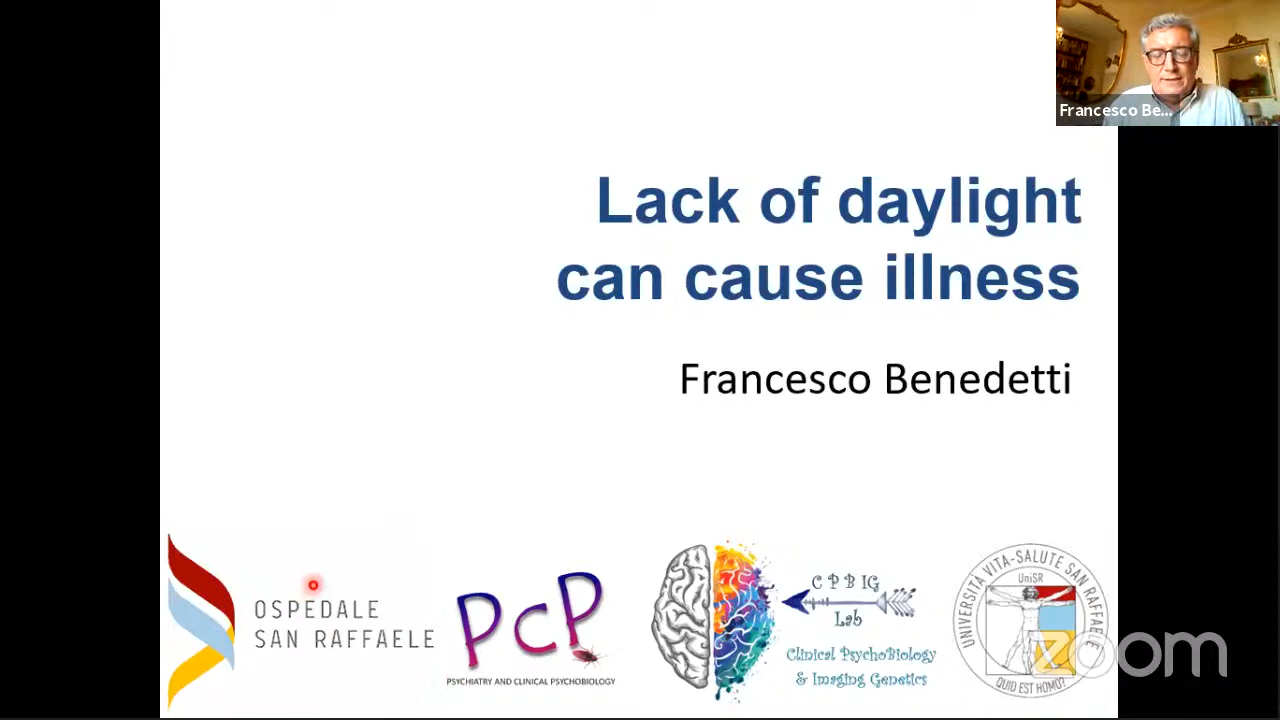 Francesco Be...
Lack of daylight
can cause illness
Francesco Benedetti
OSPEDALE
SAN RAFFAELE
PcP
PSYCHIATRY AND CLINICAL PSYCHOBIOLOGY
C P B IG
Lab
Clinical PsychoBiology
& Imaging Genetics
UNIVERSITÀ VITA-SALUTE SAN RAFFAELE
UniSR
QUID EST HOMO?
zoom